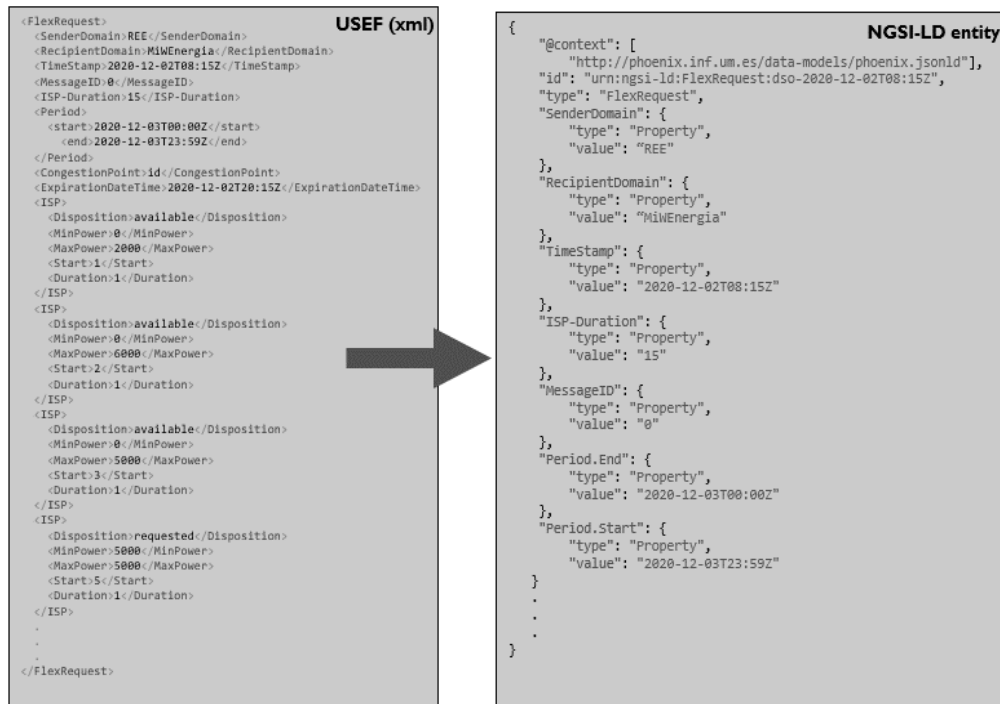 USEF (xml)
<FlexRequest>
<SenderDomain>REE</SenderDomain>
<RecipientDomain>MiWEnergia</RecipientDomain>
<TimeStamp>2020-12-02T08:15Z</TimeStamp>
<MessageID>0</MessageID>
<ISP-Duration>15</ISP-Duration>
<Period>
<start>2020-12-03T00:00Z</start>
<end>2020-12-03T23:59Z</end>
</Period>
<CongestionPoint>id</CongestionPoint>
<ExpirationDateTime>2020-12-02T20:15Z</ExpirationDateTime>
<ISP>
<Disposition>available</Disposition>
<MinPower>0</MinPower>
<MaxPower>2000</MaxPower>
<Start>1</Start>
<Duration>1</Duration>
</ISP>
<ISP>
<Disposition>available</Disposition>
<MinPower>0</MinPower>
<MaxPower>6000</MaxPower>
<Start>2</Start>
<Duration>1</Duration>
</ISP>
<ISP>
<Disposition>available</Disposition>
<MinPower>0</MinPower>
<MaxPower>5000</MaxPower>
<Start>3</Start>
<Duration>1</Duration>
</ISP>
<ISP>
<Disposition>requested</Disposition>
<MinPower>5000</MinPower>
<MaxPower>5000</MaxPower>
<Start>5</Start>
<Duration>1</Duration>
</ISP>
.
.
.
</FlexRequest>
NGSI-LD entity
{
"@context": [
"http://phoenix.inf.um.es/data-models/phoenix.jsonld"],
"id": "urn:ngsi-ld:FlexRequest:dso-2020-12-02T08:15Z",
"type": "FlexRequest",
"SenderDomain": {
"type": "Property",
"value": “REE"
},
"RecipientDomain": {
"type": "Property",
"value": “MiWEnergia"
},
"TimeStamp": {
"type": "Property",
"value": "2020-12-02T08:15Z"
},
"ISP-Duration": {
"type": "Property",
"value": "15"
},
"MessageID": {
"type": "Property",
"value": "0"
},
"Period.End": {
"type": "Property",
"value": "2020-12-03T00:00Z"
},
"Period.Start": {
"type": "Property",
"value": "2020-12-03T23:59Z"
}
.
.
.
}